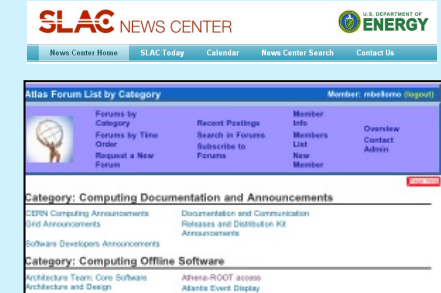 SLAC NEWS CENTER
U.S. DEPARTMENT OF
ENERGY
News Center Home SLAC Today Calendar News Center Search Contact Us
Atlas Forum List by Category
Member: mbellomo (logout)
Forums by Category
Forums by Time Order
Request a New Forum
Recent Postings
Search in Forums
Subscribe to Forums
Member Info
Members List
New Member
Overview
Contact Admin
Category: Computing Documentation and Announcements
CERN Computing Announcements
Documentation and Communication
Grid Announcements
Releases and Distribution Kit Announcements
Software Developers Announcements
Category: Computing Offline Software
Architecture Team: Core Software
Athena-ROOT access
Architecture and Design
Atlantis Event Display